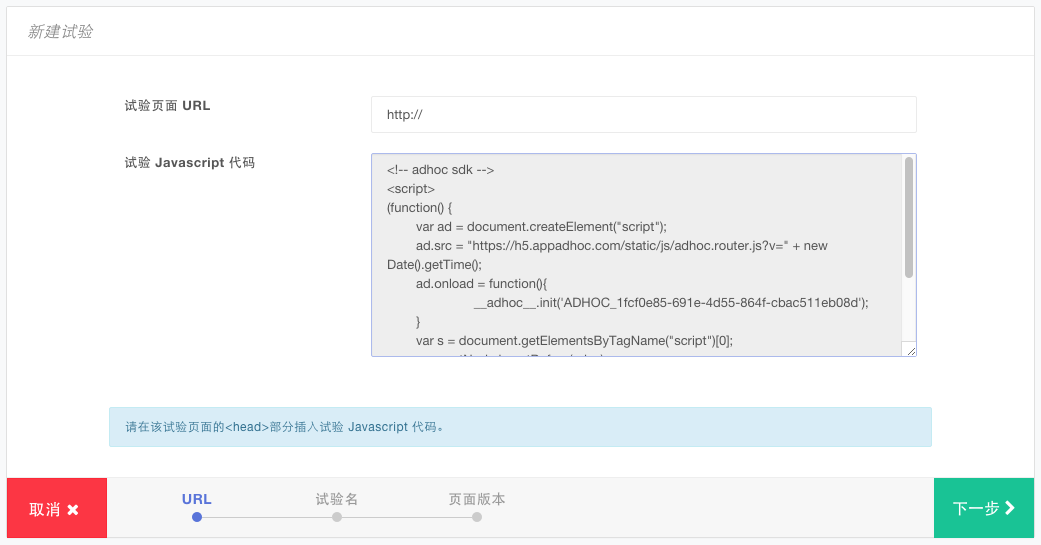 新建试验
试验页面 URL
http://
试验 Javascript 代码
<!-- adhoc sdk -->
<script>
(function() {
var ad = document.createElement("script");
ad.src = "https://h5.appadhoc.com/static/js/adhoc.router.js?v=" + new
Date().getTime();
ad.onload = function(){
__adhoc__.init('ADHOC_1fcf0e85-691e-4d55-864f-cbac511eb08d');
}
var s = document.getElementsByTagName("script")[0];
请在该试验页面的<head>部分插入试验 Javascript 代码。
取消
URL
试验名
页面版本
下一步